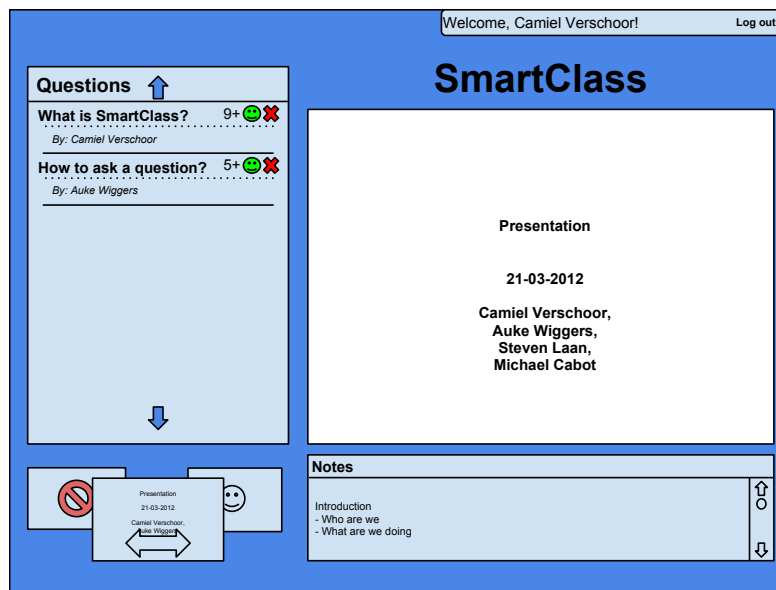 Welcome, Camiel Verschoor!
Log out
SmartClass
Questions
What is SmartClass? 9+
By: Camiel Verschoor
How to ask a question? 5+
By: Auke Wiggers
Presentation
21-03-2012
Camiel Verschoor,
Auke Wiggers,
Steven Laan,
Michael Cabot
Presentation
21-03-2012
Camiel Verschoor,
Auke Wiggers,
Notes
Introduction
- Who are we
- What are we doing